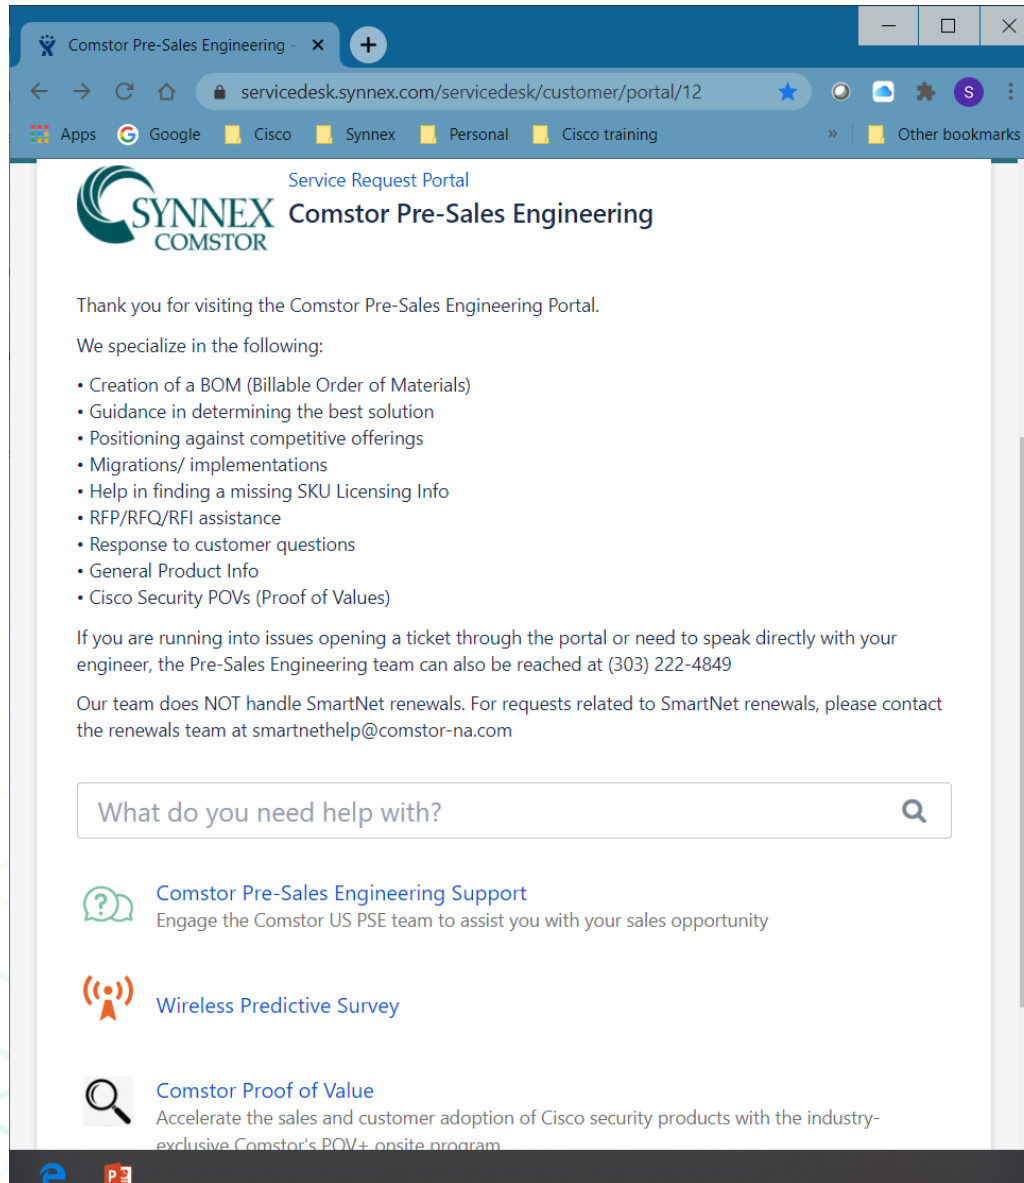 Comstor Pre-Sales Engineering -
servicedesk.synnex.com/servicedesk/customer/portal/12
S
Apps
Google
Cisco
Synnex
Personal
Cisco training
»
Other bookmarks
SYNNEX
COMSTOR
Service Request Portal
Comstor Pre-Sales Engineering
Thank you for visiting the Comstor Pre-Sales Engineering Portal.
We specialize in the following:
• Creation of a BOM (Billable Order of Materials)
• Guidance in determining the best solution
• Positioning against competitive offerings
• Migrations/ implementations
• Help in finding a missing SKU Licensing Info
• RFP/RFQ/RFI assistance
• Response to customer questions
• General Product Info
• Cisco Security POVs (Proof of Values)
If you are running into issues opening a ticket through the portal or need to speak directly with your
engineer, the Pre-Sales Engineering team can also be reached at (303) 222-4849
Our team does NOT handle SmartNet renewals. For requests related to SmartNet renewals, please contact
the renewals team at smartnethelp@comstor-na.com
What do you need help with?
Comstor Pre-Sales Engineering Support
Engage the Comstor US PSE team to assist you with your sales opportunity
Wireless Predictive Survey
Comstor Proof of Value
Accelerate the sales and customer adoption of Cisco security products with the industry-
exclusive Comstor's POV+ onsite program